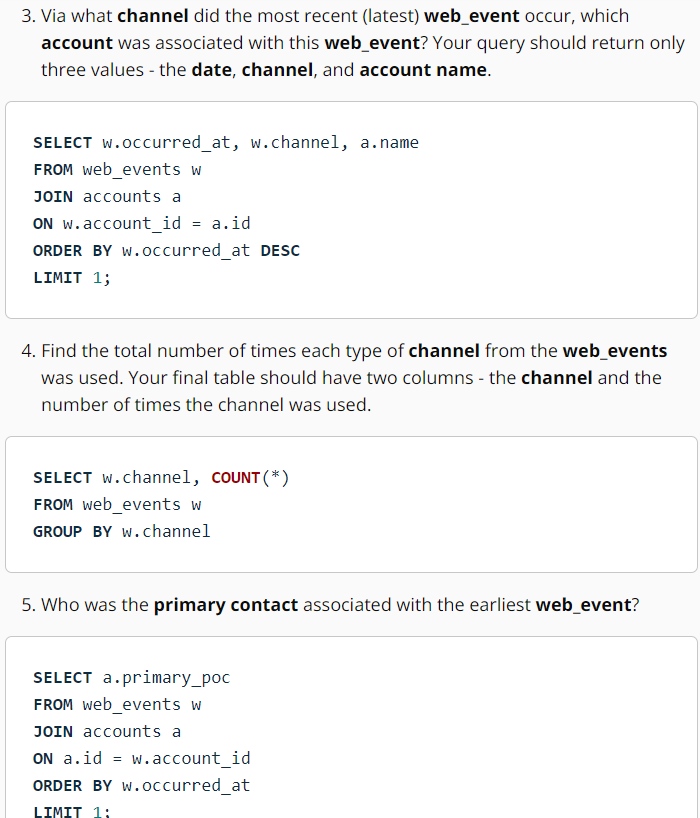 3. Via what channel did the most recent (latest) web_event occur, which
account was associated with this web_event? Your query should return only
three values - the date, channel, and account name.
SELECT w.occurred_at, w.channel, a.name
FROM web_events w
JOIN accounts a
ON w.account_id = a.id
ORDER BY w.occurred_at DESC
LIMIT 1;
4. Find the total number of times each type of channel from the web_events
was used. Your final table should have two columns - the channel and the
number of times the channel was used.
SELECT w.channel, COUNT(*)
FROM web_events w
GROUP BY w.channel
5. Who was the primary contact associated with the earliest web_event?
SELECT a.primary_poc
FROM web_events w
JOIN accounts a
ON a.id = w.account_id
ORDER BY w.occurred_at
LIMIT 1;